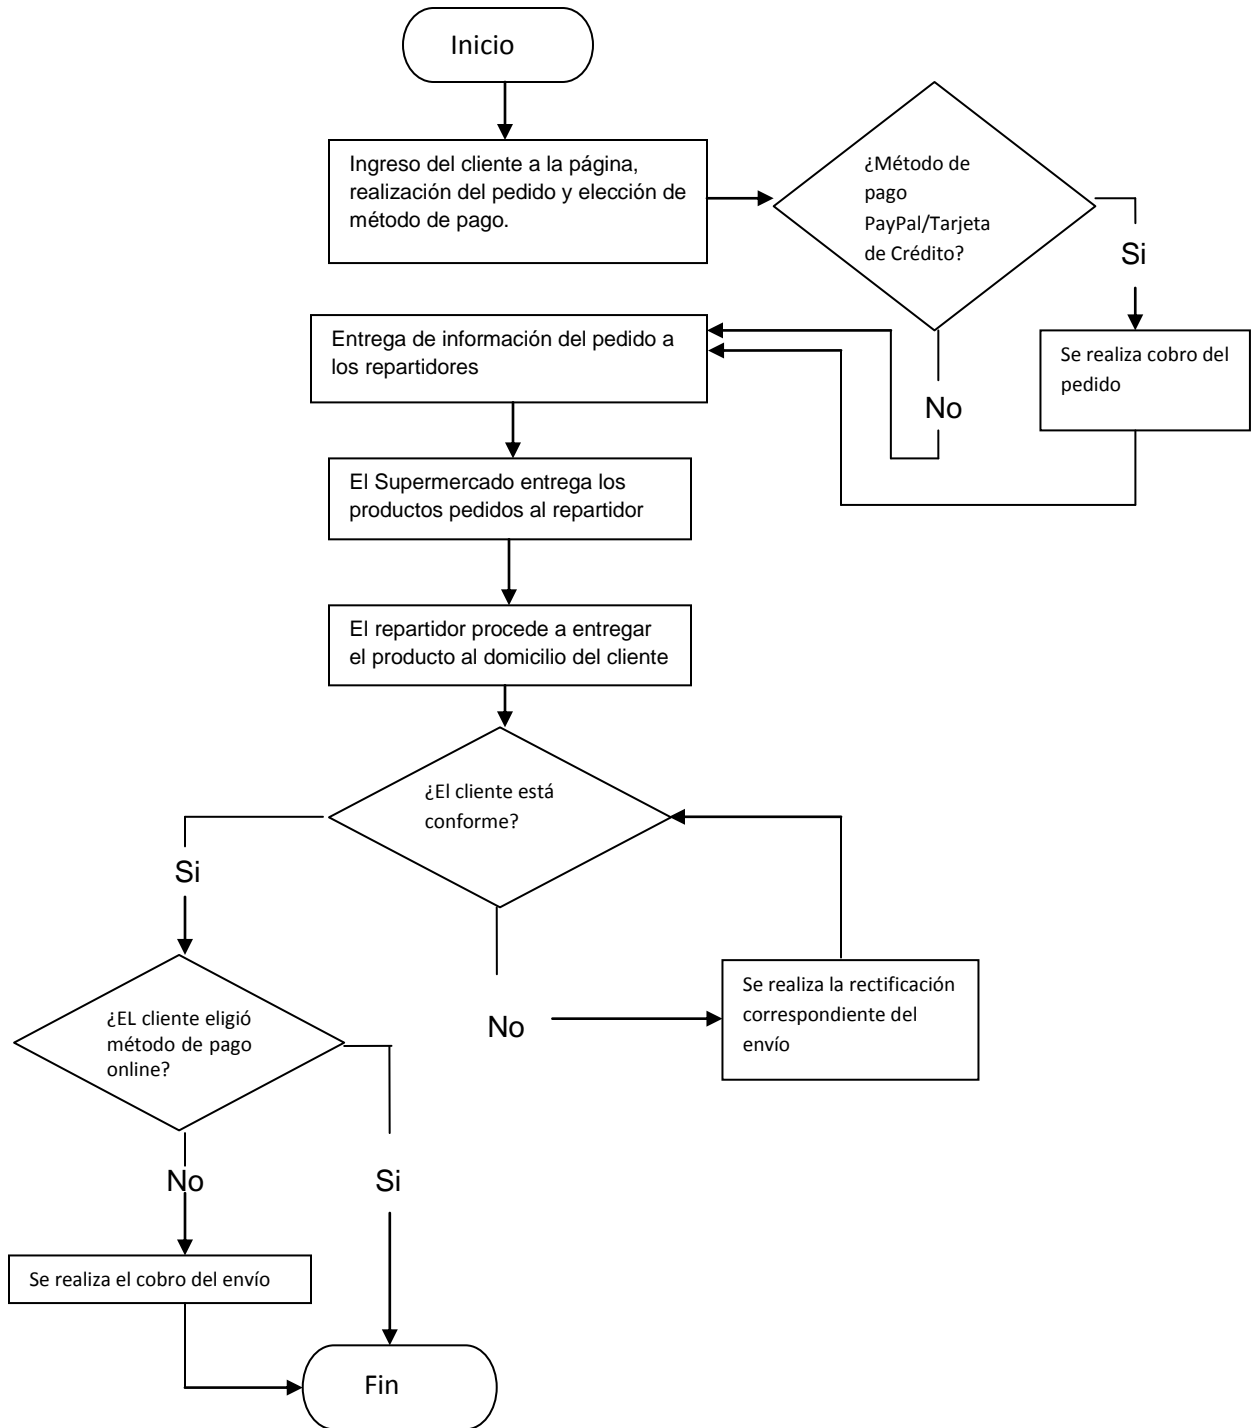 Inicio
Ingreso del cliente a la página,
realización del pedido y elección de
método de pago.
¿Método de
pago
PayPal/Tarjeta
de Crédito?
Si
Se realiza cobro del
pedido
No
Entrega de información del pedido a
los repartidores
El Supermercado entrega los
productos pedidos al repartidor
El repartidor procede a entregar
el producto al domicilio del cliente
¿El cliente está
conforme?
Si
No
Se realiza la rectificación
correspondiente del
envío
¿EL cliente eligió
método de pago
online?
No
Si
Se realiza el cobro del envío
Fin